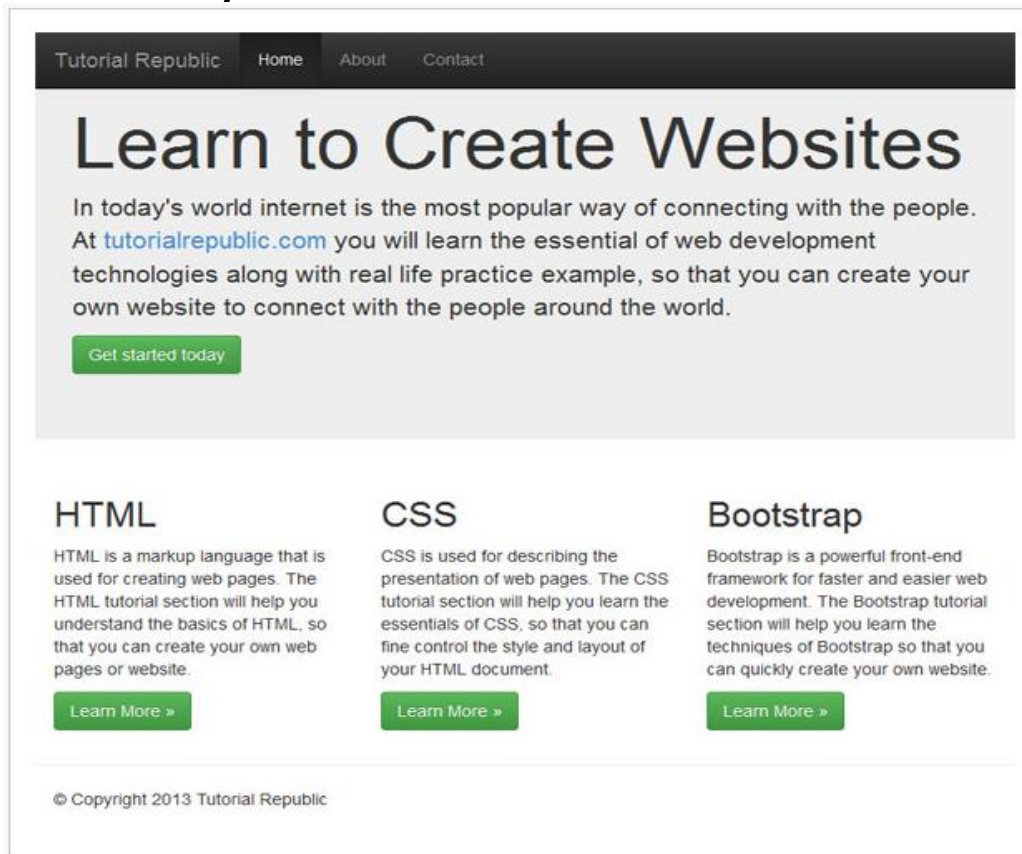 Tutorial Republic Home About Contact
Learn to Create Websites
In today's world internet is the most popular way of connecting with the people.
At tutorialrepublic.com you will learn the essential of web development
technologies along with real life practice example, so that you can create your
own website to connect with the people around the world.
Get started today
HTML
HTML is a markup language that is
used for creating web pages. The
HTML tutorial section will help you
understand the basics of HTML, so
that you can create your own web
pages or website.
Learn More »
CSS
CSS is used for describing the
presentation of web pages. The CSS
tutorial section will help you learn the
essentials of CSS, so that you can
fine control the style and layout of
your HTML document.
Learn More »
Bootstrap
Bootstrap is a powerful front-end
framework for faster and easier web
development. The Bootstrap tutorial
section will help you learn the
techniques of Bootstrap so that you
can quickly create your own website.
Learn More »
© Copyright 2013 Tutorial Republic